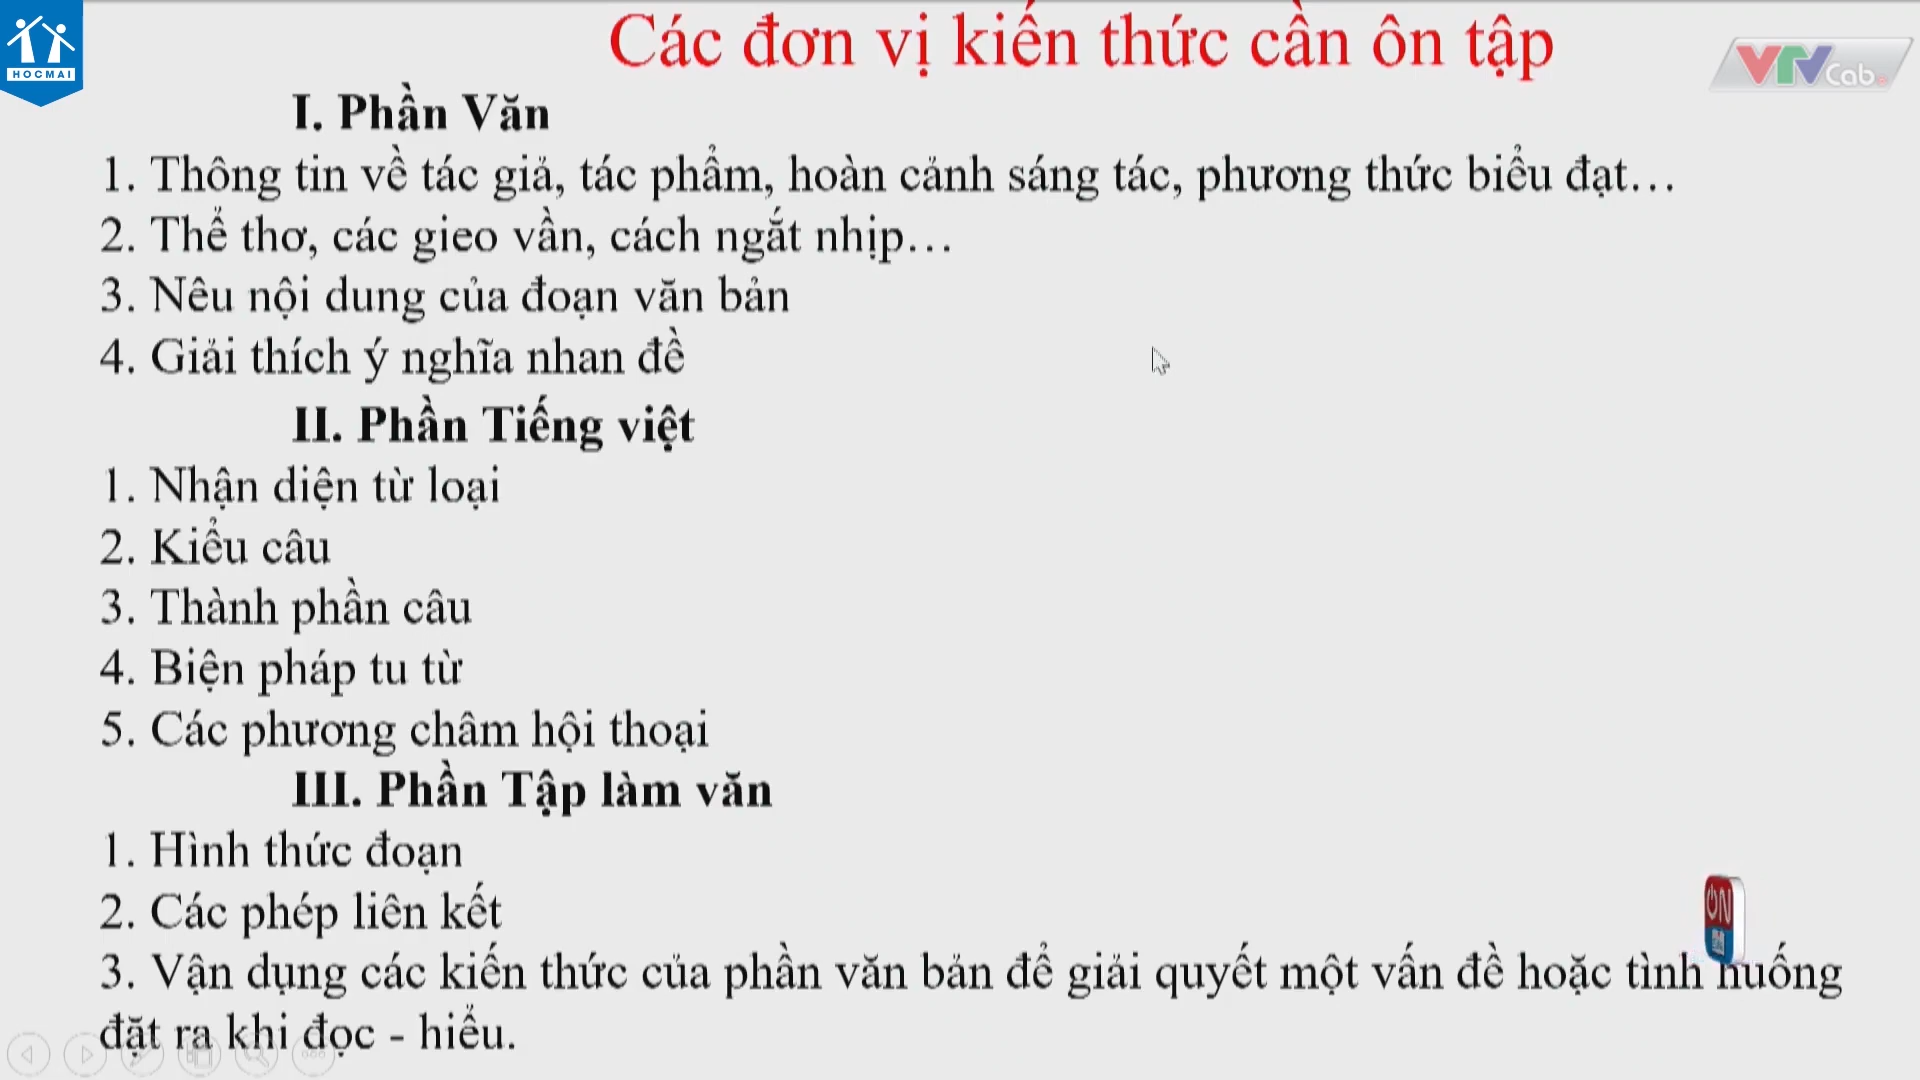 Các đơn vị kiến thức cần ôn tập
HOCMAI
VTVCab
I. Phần Văn
1. Thông tin về tác giả, tác phẩm, hoàn cảnh sáng tác, phương thức biểu đạt…
2. Thể thơ, các gieo vần, cách ngắt nhịp…
3. Nêu nội dung của đoạn văn bản
4. Giải thích ý nghĩa nhan đề
II. Phần Tiếng việt
1. Nhận diện từ loại
2. Kiểu câu
3. Thành phần câu
4. Biện pháp tu từ
5. Các phương châm hội thoại
III. Phần Tập làm văn
1. Hình thức đoạn
2. Các phép liên kết
ON
3. Vận dụng các kiến thức của phần văn bản để giải quyết một vấn đề hoặc tình huống
đặt ra khi đọc - hiểu.